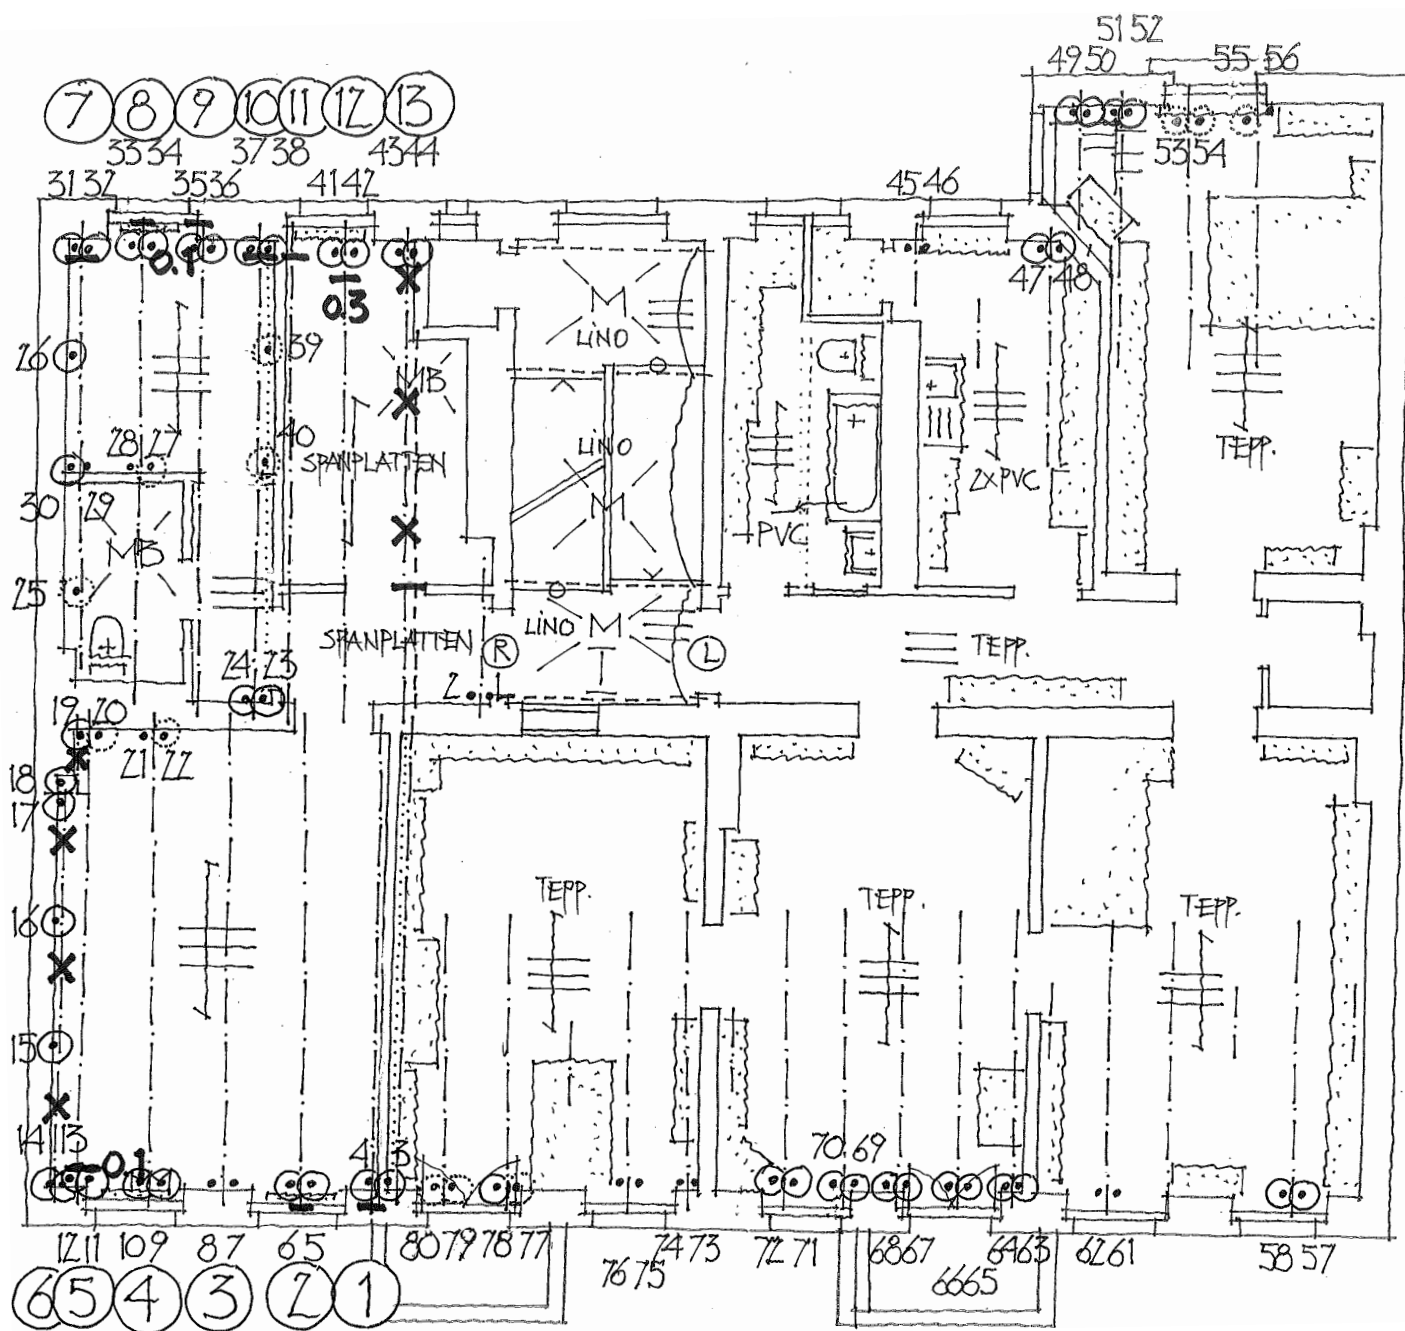 51 52
49 50 55 56
7 8 9 10 11 12 13
33 34 37 38 43 44
53 54
31 32 35 36 41 42 45 46
47 48
0.1
0.3
M
LINO
26
39
MB
40
28 27
SPANPLATTEN
LINO
TEPP.
2XPVC
30 29
M
PVC
MB
25
SPANPLATTEN
R
LINO
M
L
TEPP.
24 23
2 1
19 20
21 22
18
17
TEPP.
TEPP.
TEPP.
16
15
14 13
0.1
4 3
70 69
12 11 10 9 8 7 6 5 80 79 78 77
74 73 72 71 68 67 64 63 62 61 58 57
76 75
66 65
6 5 4 3 2 1